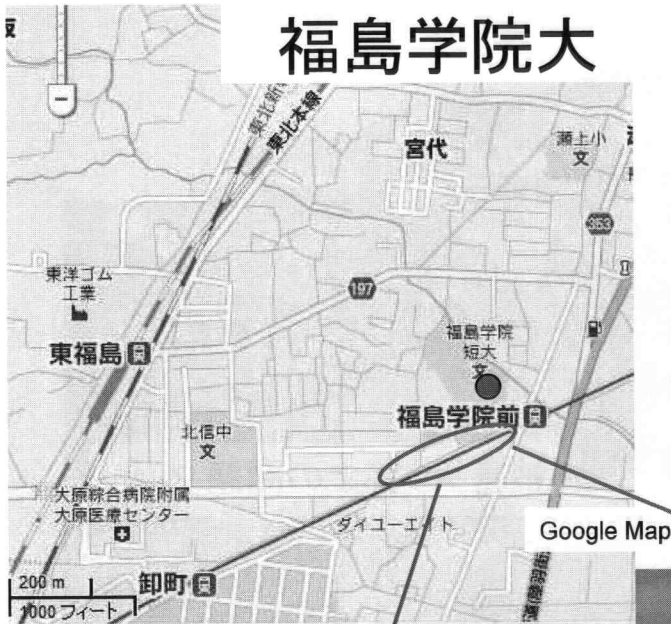 福島学院大
東北新
東北本線
宮代
瀬上小
文
353
197
東洋ゴム
工業
東福島
福島学院
短大
文
福島学院前
北信中
文
大原綜合病院附属
大原医療センター
ダイユーエイト
Google Map
200 m
卸町
1000 フィート